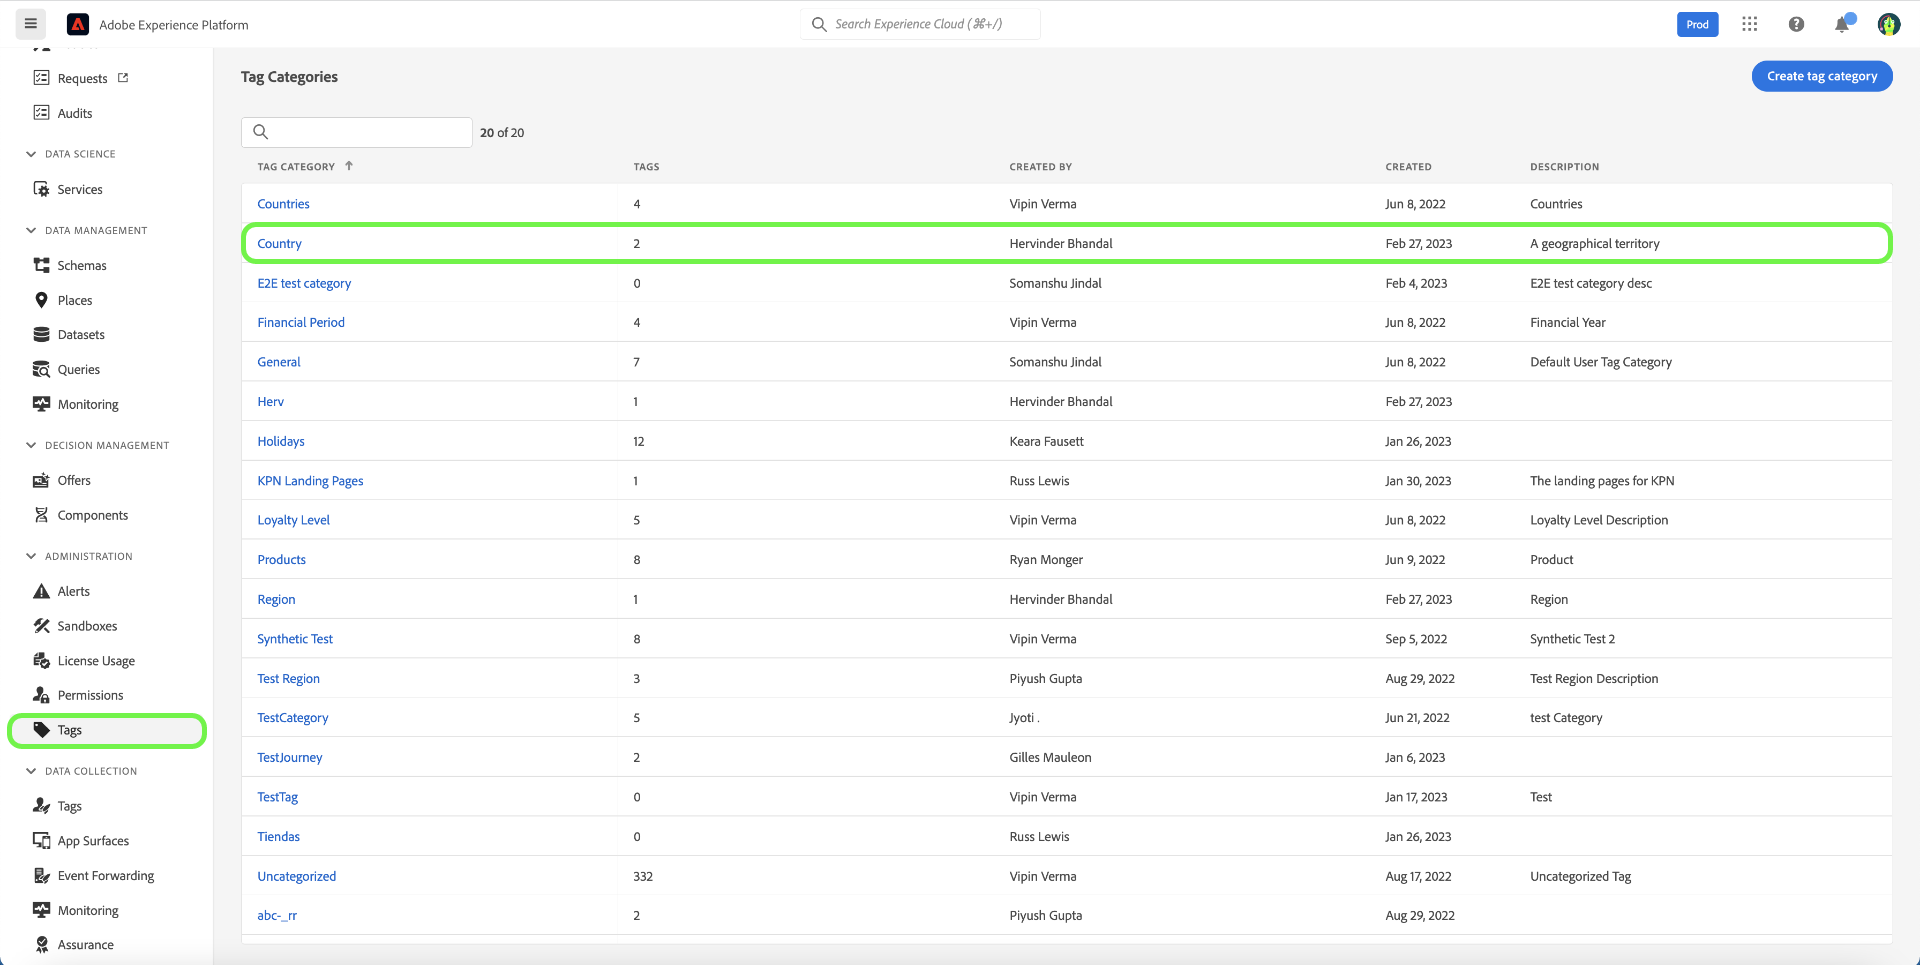 Adobe Experience Platform
Search Experience Cloud (⌘+/)
Prod
Requests
Audits
DATA SCIENCE
Services
DATA MANAGEMENT
Schemas
Places
Datasets
Queries
Monitoring
DECISION MANAGEMENT
Offers
Components
ADMINISTRATION
Alerts
Sandboxes
License Usage
Permissions
Tags
DATA COLLECTION
Tags
App Surfaces
Event Forwarding
Monitoring
Assurance
Tag Categories
Create tag category
20 of 20
TAG CATEGORY TAGS CREATED BY CREATED DESCRIPTION
Countries 4 Vipin Verma Jun 8, 2022 Countries
Country 2 Hervinder Bhandal Feb 27, 2023 A geographical territory
E2E test category 0 Somanshu Jindal Feb 4, 2023 E2E test category desc
Financial Period 4 Vipin Verma Jun 8, 2022 Financial Year
General 7 Somanshu Jindal Jun 8, 2022 Default User Tag Category
Herv 1 Hervinder Bhandal Feb 27, 2023
Holidays 12 Keara Fausett Jan 26, 2023
KPN Landing Pages 1 Russ Lewis Jan 30, 2023 The landing pages for KPN
Loyalty Level 5 Vipin Verma Jun 8, 2022 Loyalty Level Description
Products 8 Ryan Monger Jun 9, 2022 Product
Region 1 Hervinder Bhandal Feb 27, 2023 Region
Synthetic Test 8 Vipin Verma Sep 5, 2022 Synthetic Test 2
Test Region 3 Piyush Gupta Aug 29, 2022 Test Region Description
TestCategory 5 Jyoti . Jun 21, 2022 test Category
TestJourney 2 Gilles Mauleon Jan 6, 2023
TestTag 0 Vipin Verma Jan 17, 2023 Test
Tiendas 0 Russ Lewis Jan 26, 2023
Uncategorized 332 Vipin Verma Aug 17, 2022 Uncategorized Tag
abc-_rr 2 Piyush Gupta Aug 29, 2022